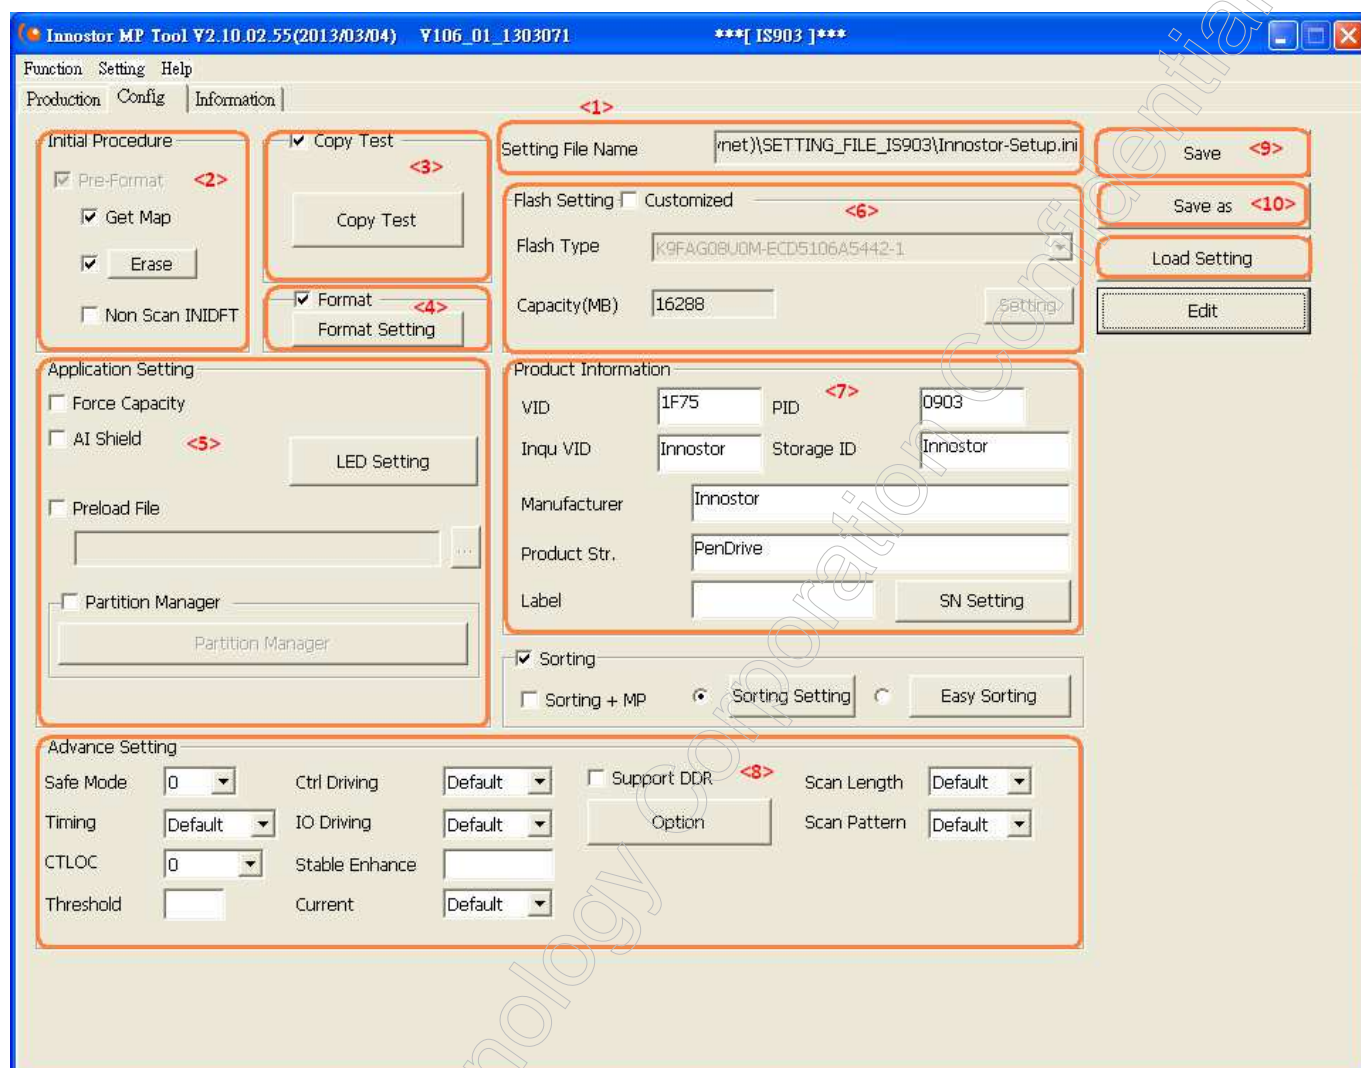 Innostor MP Tool V2.10.02.55(2013/03/04) V106_01_1303071 ***[ IS903 ]***
Function Setting Help
Production Config Information
<1>
Initial Procedure
Pre-Format <2>
Get Map
Erase
Non Scan INIDFT
Copy Test
<3>
Copy Test
Format <4>
Format Setting
Setting File Name /net)\SETTING_FILE_IS903\Innostor-Setup.ini
Flash Setting Customized <6>
Flash Type K9FAG08U0M-ECD5106A5442-1
Capacity(MB) 16288 Setting
Save <9>
Save as <10>
Load Setting
Edit
Application Setting
Force Capacity
AI Shield <5>
LED Setting
Preload File
...
Partition Manager
Partition Manager
Product Information
VID 1F75 PID 0903 <7>
Inqu VID Innostor Storage ID Innostor
Manufacturer Innostor
Product Str. PenDrive
Label SN Setting
Sorting
Sorting + MP Sorting Setting Easy Sorting
Advance Setting
Safe Mode 0 Ctrl Driving Default Support DDR <8> Scan Length Default
Timing Default IO Driving Default Option Scan Pattern Default
CTLOC 0 Stable Enhance
Threshold Current Default
nology Corporation Confidential